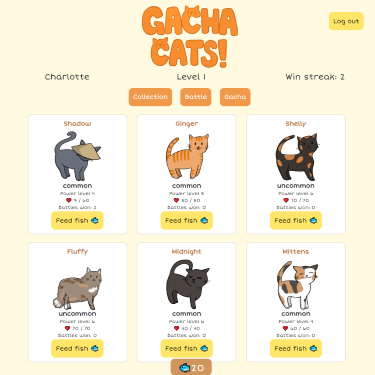 GACHA
CATS!
Log out
Charlotte
Level 1
Win streak: 2
Collection
Battle
Gacha
Shadow
common
Power level 4
9 / 60
Battles won: 2
Feed fish
Ginger
common
Power level 5
50 / 50
Battles won: 0
Feed fish
Shelly
uncommon
Power level 6
70 / 70
Battles won: 0
Feed fish
Fluffy
uncommon
Power level 6
70 / 70
Battles won: 0
Feed fish
Midnight
common
Power level 5
40 / 40
Battles won: 0
Feed fish
Mittens
common
Power level 4
60 / 60
Battles won: 0
Feed fish
20